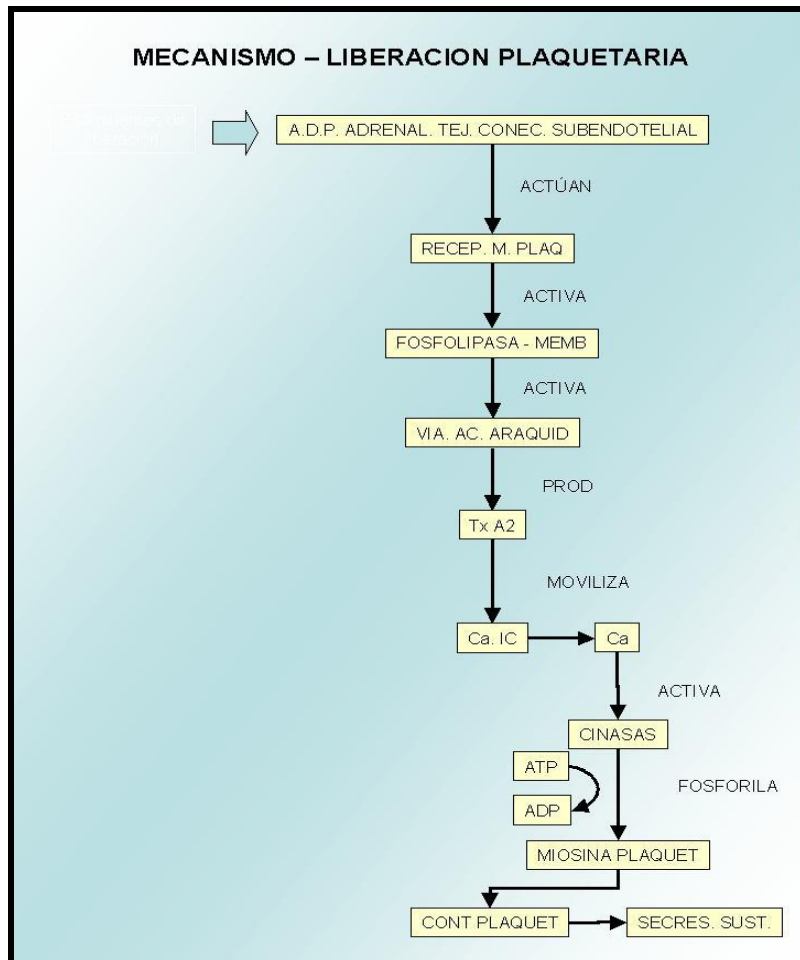 MECANISMO – LIBERACION PLAQUETARIA
A.D.P. ADRENAL. TEJ. CONEC. SUBENDOTELIAL
ACTÚAN
RECEP. M. PLAQ
ACTIVA
FOSFOLIPASA - MEMB
ACTIVA
VIA. AC. ARAQUID
PROD
Tx A2
MOVILIZA
Ca. IC
Ca
ACTIVA
CINASAS
ATP
FOSFORILA
ADP
MIOSINA PLAQUET
CONT PLAQUET
SECRES. SUST.